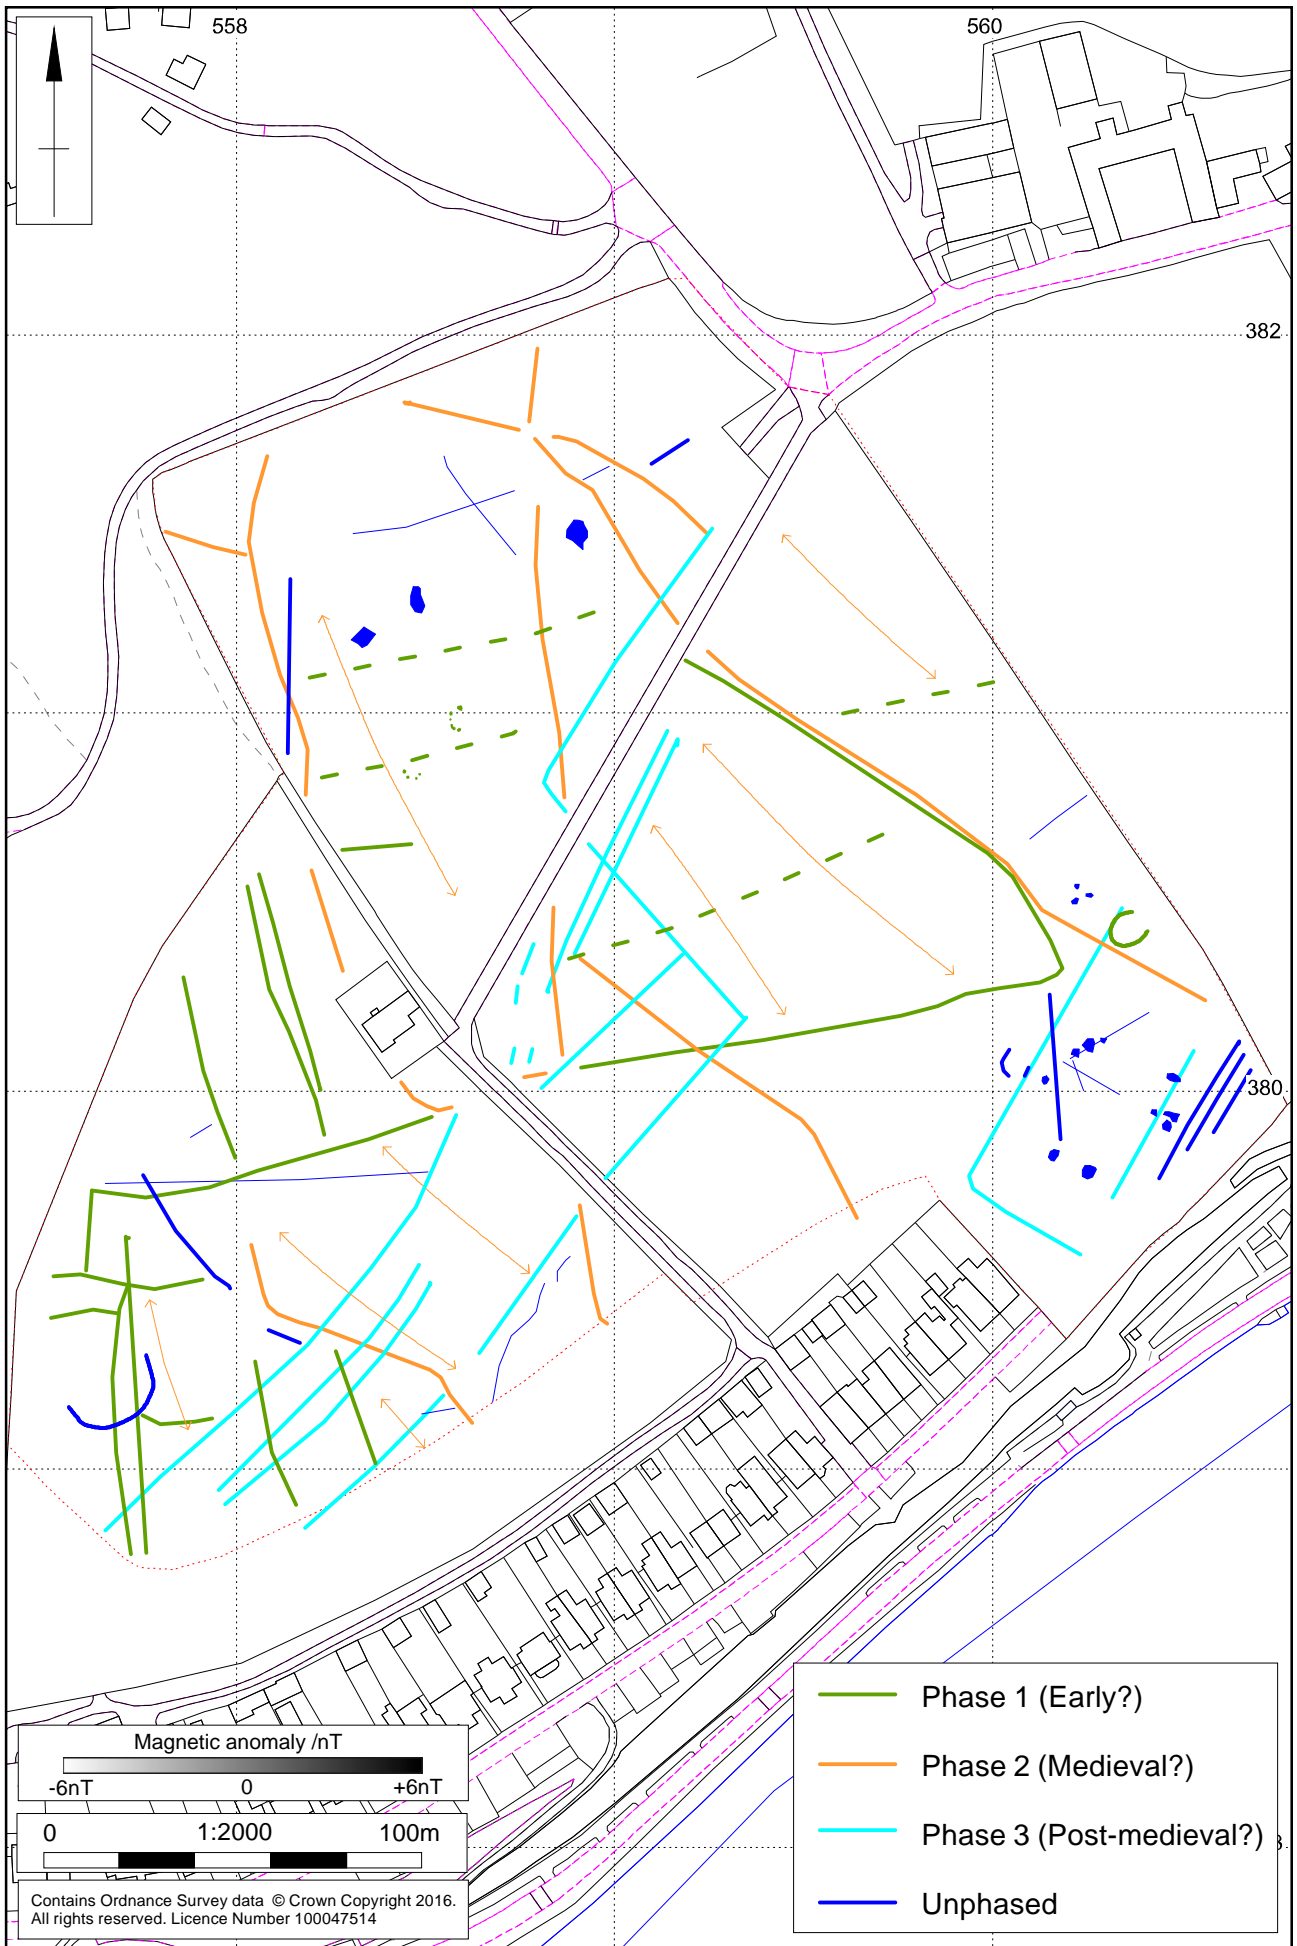 558
560
382
380
Phase 1 (Early?)
Phase 2 (Medieval?)
Phase 3 (Post-medieval?)
Unphased
Magnetic anomaly /nT
-6nT 0 +6nT
0 1:2000 100m
Contains Ordnance Survey data © Crown Copyright 2016.
All rights reserved. Licence Number 100047514